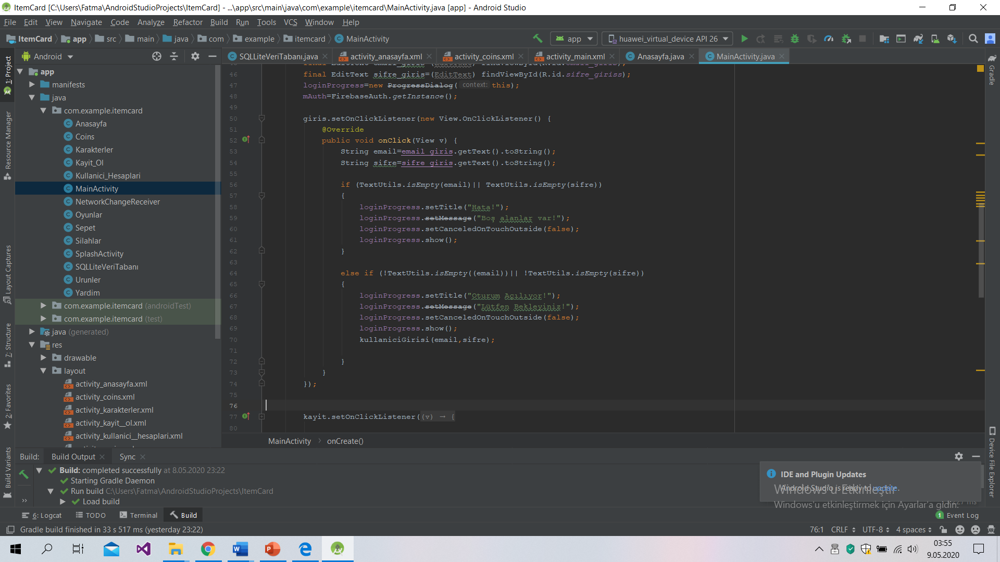 ItemCard [C:\Users\Fatma\AndroidStudioProjects\ItemCard] - ...\app\src\main\java\com\example\itemcard\MainActivity.java [app] - Android Studio
File Edit View Navigate Code Analyze Refactor Build Run Tools VCS Window Help
ItemCard app src main java com example itemcard MainActivity app huawei_virtual_device API 26
Android SQLLiteVeriTabanı.java activity_anasayfa.xml activity_coins.xml activity_main.xml Anasayfa.java MainActivity.java
1: Project
Resource Manager
Layout Captures
7: Structure
2: Favorites
Build Variants
Gradle
Device File Explorer
app
manifests
java
com.example.itemcard
Anasayfa
Coins
Karakterler
Kayit_Ol
Kullanici_Hesaplari
MainActivity
NetworkChangeReceiver
Oyunlar
Sepet
Silahlar
SplashActivity
SQLLiteVeriTabanı
Urunler
Yardim
com.example.itemcard (androidTest)
com.example.itemcard (test)
java (generated)
res
drawable
layout
activity_anasayfa.xml
activity_coins.xml
activity_karakterler.xml
activity_kayit__ol.xml
activity_kullanici__hesaplari.xml
46 final EditText sifre_giris=(EditText) findViewById(R.id.sifre_giriss);
47 loginProgress=new ProgressDialog( context: this);
48 mAuth=FirebaseAuth.getInstance();
49
50 giris.setOnClickListener(new View.OnClickListener() {
51 @Override
52 public void onClick(View v) {
53 String email=email_giris.getText().toString();
54 String sifre=sifre_giris.getText().toString();
55
56 if (TextUtils.isEmpty(email)|| TextUtils.isEmpty(sifre))
57 {
58 loginProgress.setTitle("Hata!");
59 loginProgress.setMessage("Boş alanlar var!");
60 loginProgress.setCanceledOnTouchOutside(false);
61 loginProgress.show();
62 }
63
64 else if (!TextUtils.isEmpty((email))|| !TextUtils.isEmpty(sifre))
65 {
66 loginProgress.setTitle("Oturum Açılıyor!");
67 loginProgress.setMessage("Lütfen Bekleyiniz!");
68 loginProgress.setCanceledOnTouchOutside(false);
69 loginProgress.show();
70 kullaniciGirisi(email,sifre);
71
72 }
73 }
74 });
75
76
77 kayit.setOnClickListener((v) → {
80
MainActivity onCreate()
Build: Build Output Sync
Build: completed successfully at 8.05.2020 23:22
Starting Gradle Daemon
Run build C:\Users\Fatma\AndroidStudioProjects\ItemCard
Load build
IDE and Plugin Updates
Android Studio is ready to update.
Windows'u Etkinleştir
Windows'u etkinleştirmek için Ayarlar'a gidin.
6: Logcat TODO Terminal Build 1 Event Log
Gradle build finished in 33 s 517 ms (yesterday 23:22) 76:1 CRLF UTF-8 4 spaces
03:55
9.05.2020